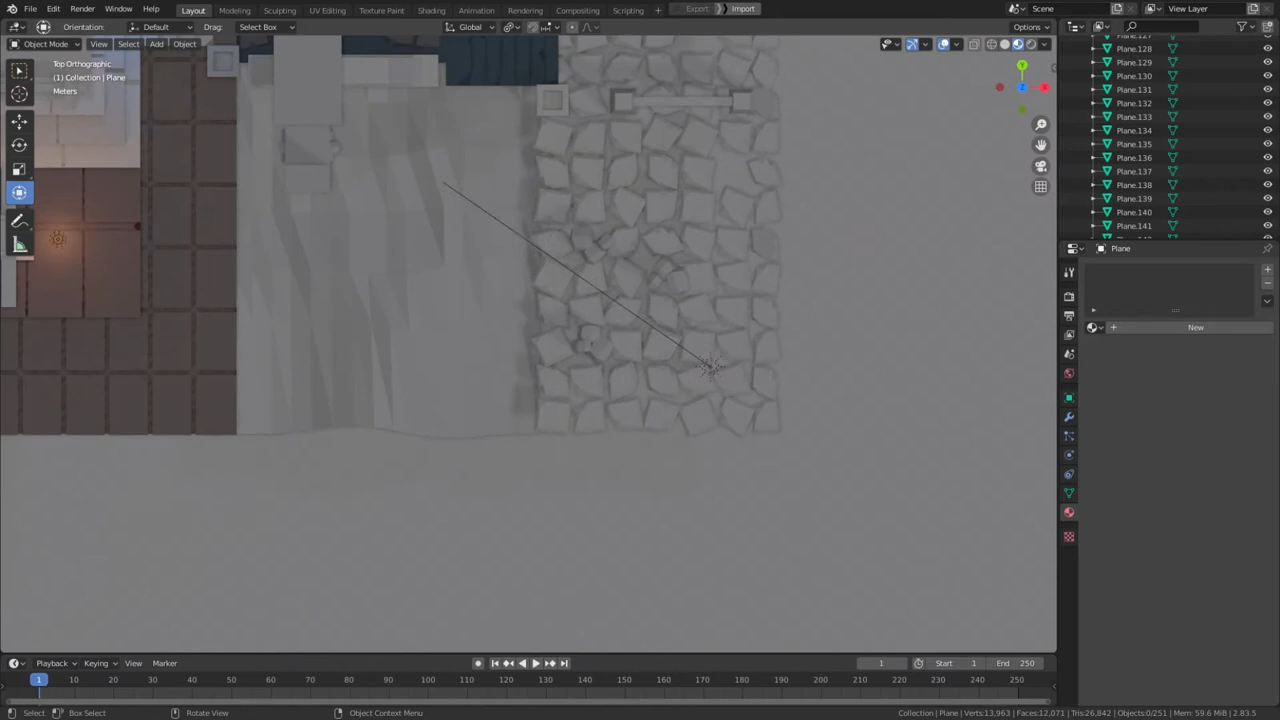 File Edit Render Window Help Layout Modeling Sculpting UV Editing Texture Paint Shading Animation Rendering Compositing Scripting + Export Import Scene View Layer
Orientation: Default Drag: Select Box Global Options
Object Mode View Select Add Object
Top Orthographic
(1) Collection | Plane
Meters
Y
X
Z
Plane.128
Plane.129
Plane.130
Plane.131
Plane.132
Plane.133
Plane.134
Plane.135
Plane.136
Plane.137
Plane.138
Plane.139
Plane.140
Plane.141
Plane
New
Playback Keying View Marker 1 Start 1 End 250
1 10 20 30 40 50 60 70 80 90 100 110 120 130 140 150 160 170 180 190 200 210 220 230 240 250
Select Box Select Rotate View Object Context Menu Collection | Plane | Verts:13,963 | Faces:12,071 | Tris:26,842 | Objects:0/251 | Mem: 59.6 MiB | 2.83.5